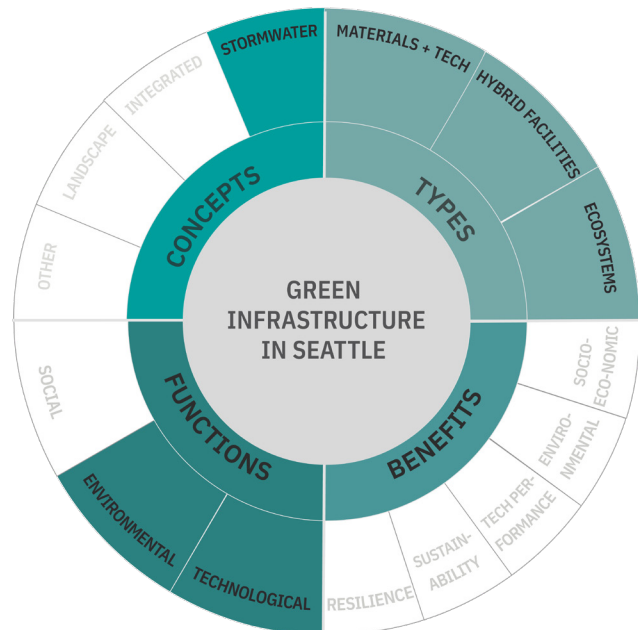 STORMWATER
MATERIALS + TECH
HYBRID FACILITIES
ECOSYSTEMS
INTEGRATED
LANDSCAPE
OTHER
CONCEPTS
TYPES
GREEN
INFRASTRUCTURE
IN SEATTLE
FUNCTIONS
BENEFITS
SOCIAL
ENVIRONMENTAL
TECHNOLOGICAL
SOCIO-
ECO-NOMIC
ENVIRO-
NMENTAL
TECH PER-
FORMANCE
SUSTAIN-
ABILITY
RESILIENCE